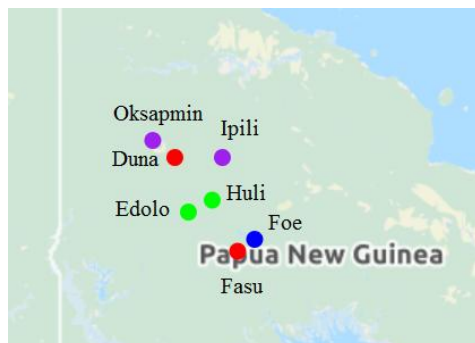 Oksapmin
Ipili
Duna
Huli
Edolo
Foe
Papua New Guinea
Fasu